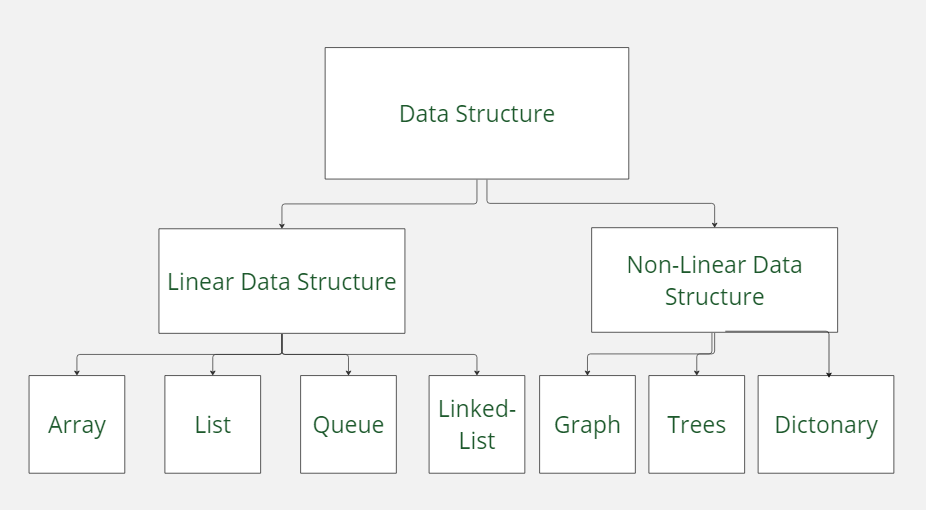 Data Structure
Linear Data Structure
Non-Linear Data
Structure
Array
List
Queue
Linked-
List
Graph
Trees
Dictonary